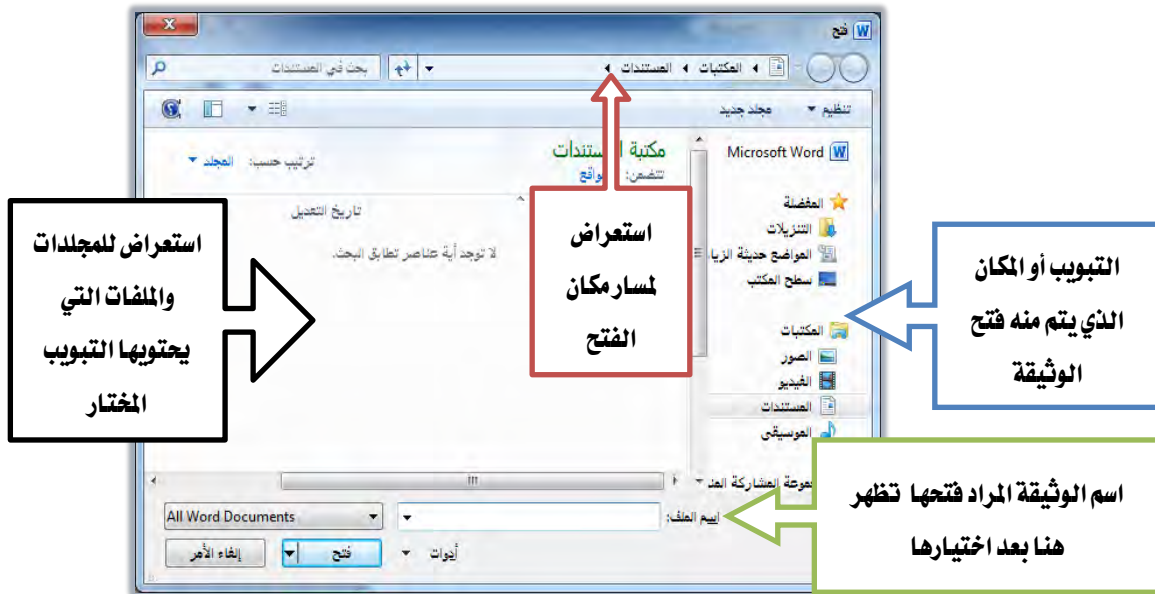 فتح
المكتبات
المستندات
بحث في المستندات
تنظيم
مجلد جديد
Microsoft Word
المفضلة
التنزيلات
المواضع حديثة الزيا
سطح المكتب
المكتبات
الصور
الفيديو
المستندات
الموسيقى
مكتبة
تتضمن:
ترتيب حسب: المجلد
تاريخ التعديل
لا توجد أية عناصر تطابق البحث.
استعراض
لمسار مكان
الفتح
استعراض للمجلدات
والملفات التي
يحتويها التبويب
المختار
التبويب أو المكان
الذي يتم منه فتح
الوثيقة
اسم الوثيقة المراد فتحها تظهر
هنا بعد اختيارها
اسم الملف:
All Word Documents
أدوات
فتح
إلغاء الأمر